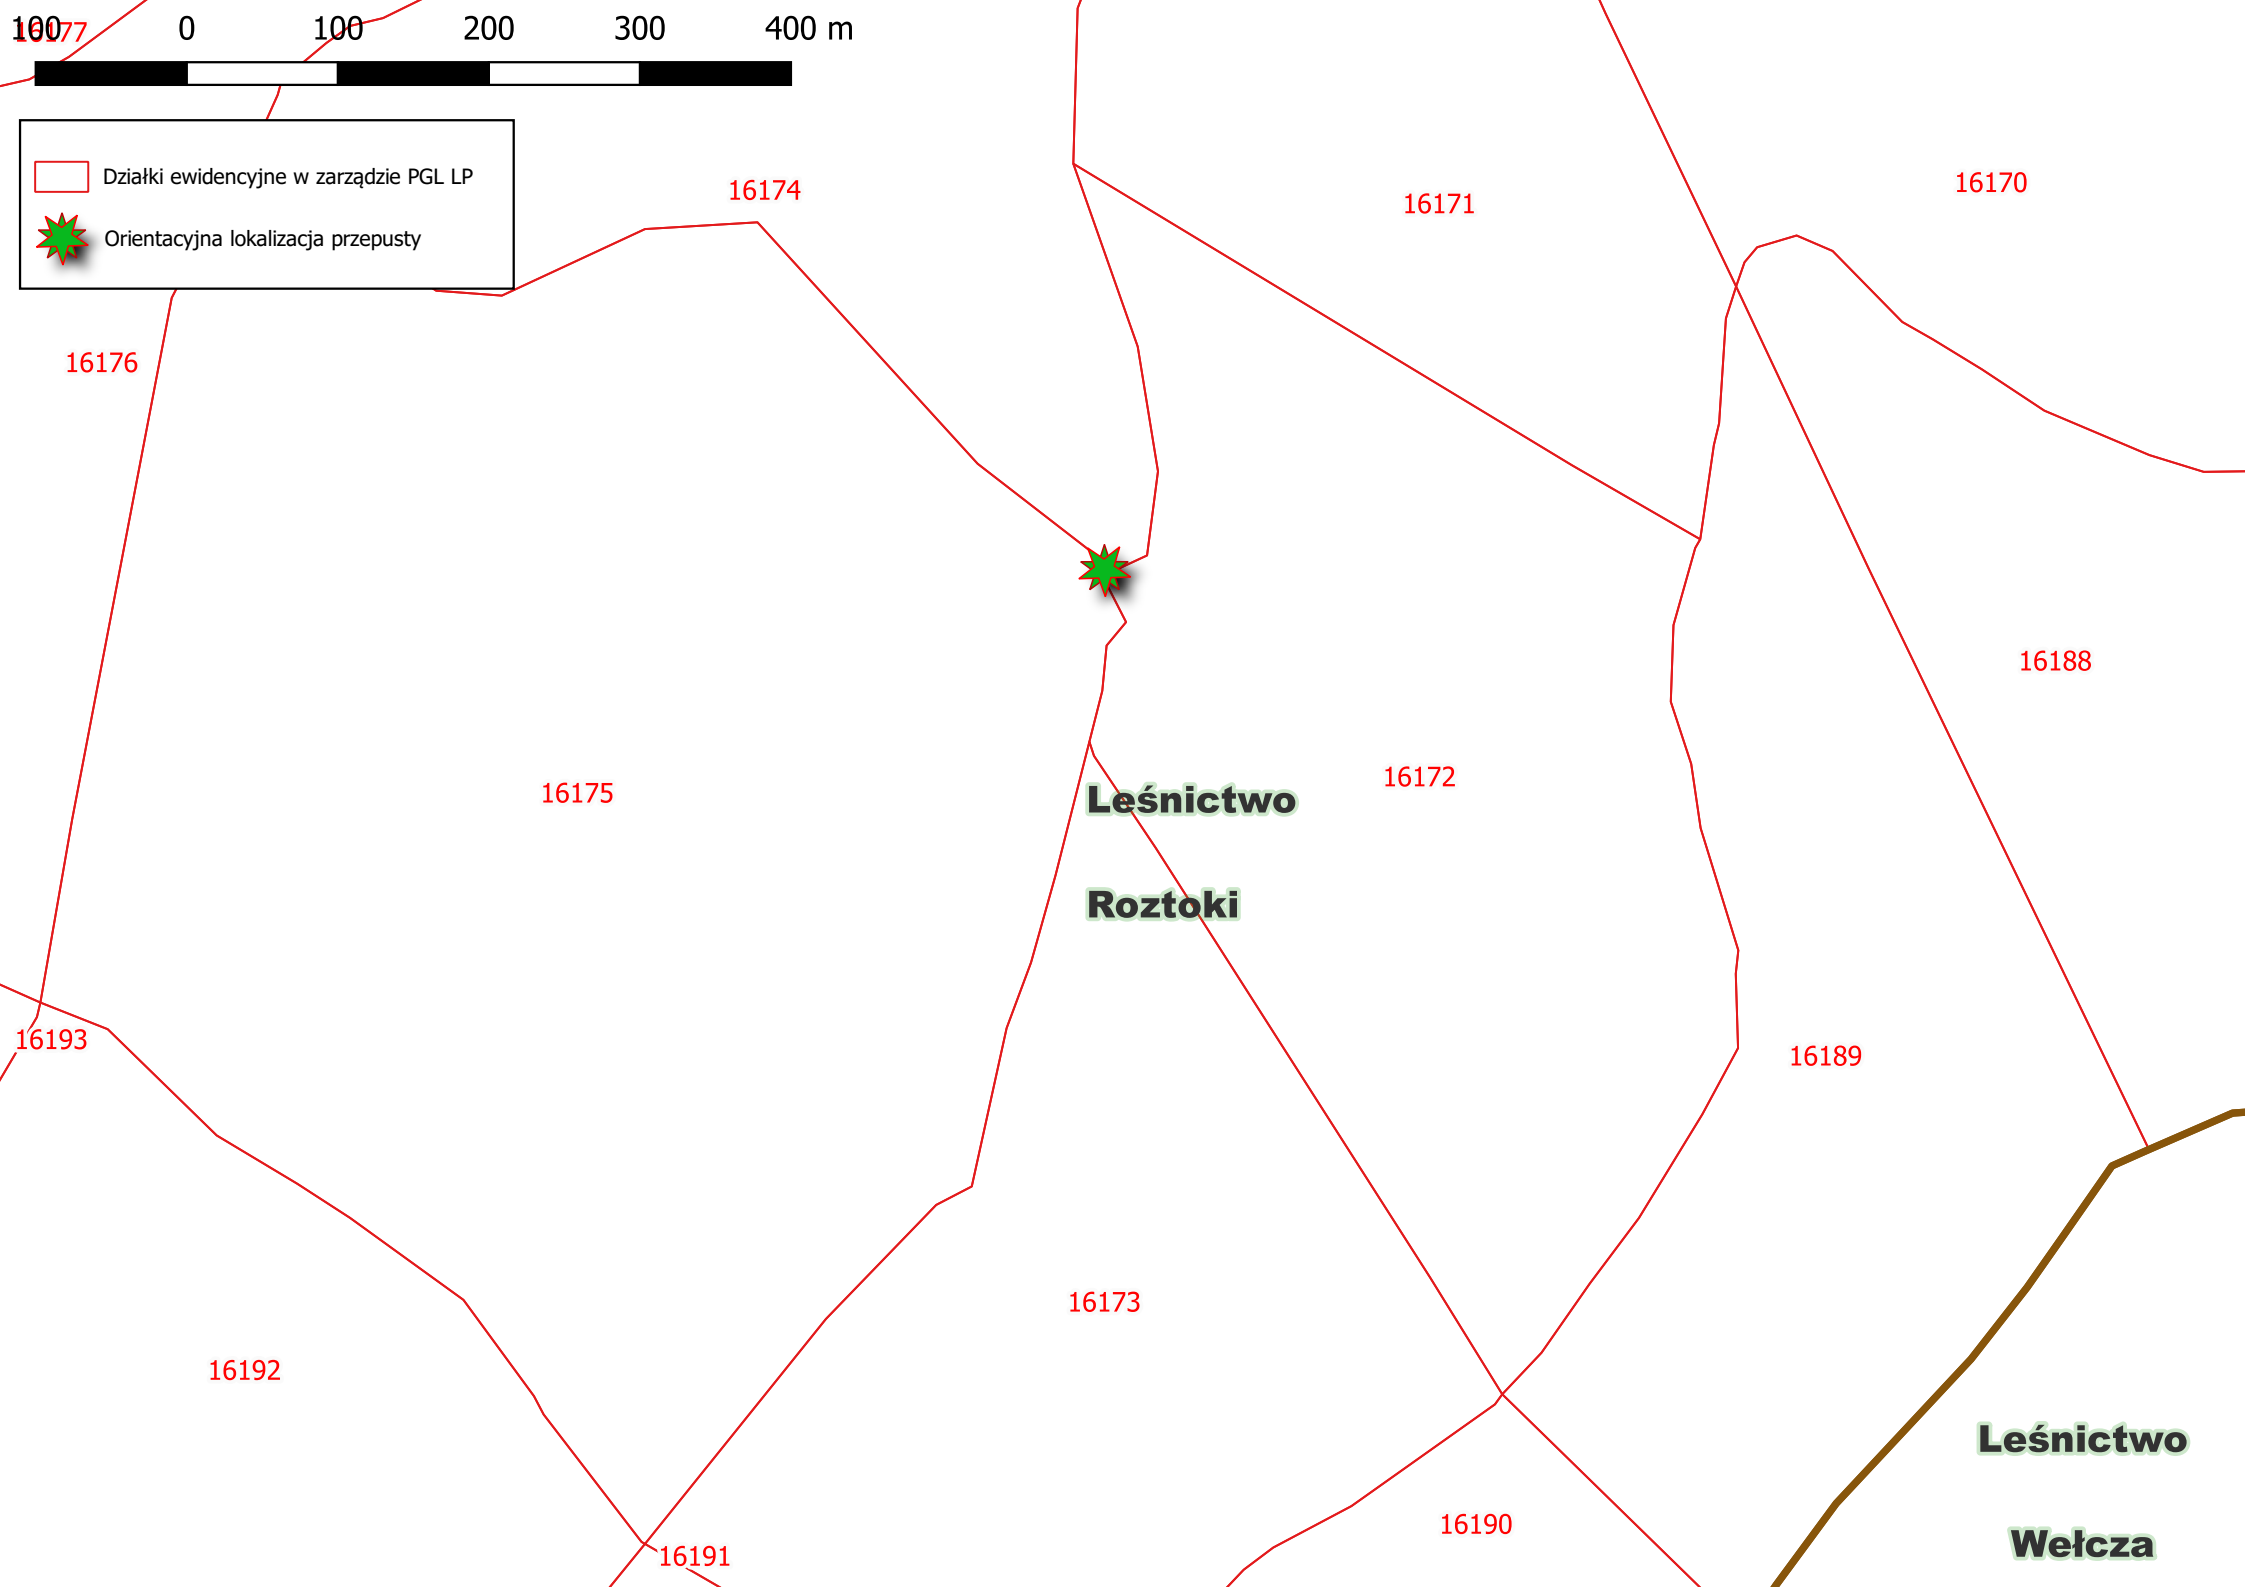 16177
100 0 100 200 300 400 m
Działki ewidencyjne w zarządzie PGL LP
Orientacyjna lokalizacja przepusty
16174
16171
16170
16176
16188
16175
16172
Leśnictwo
Roztoki
16193
16189
16173
16192
Leśnictwo
16190
Wełcza
16191